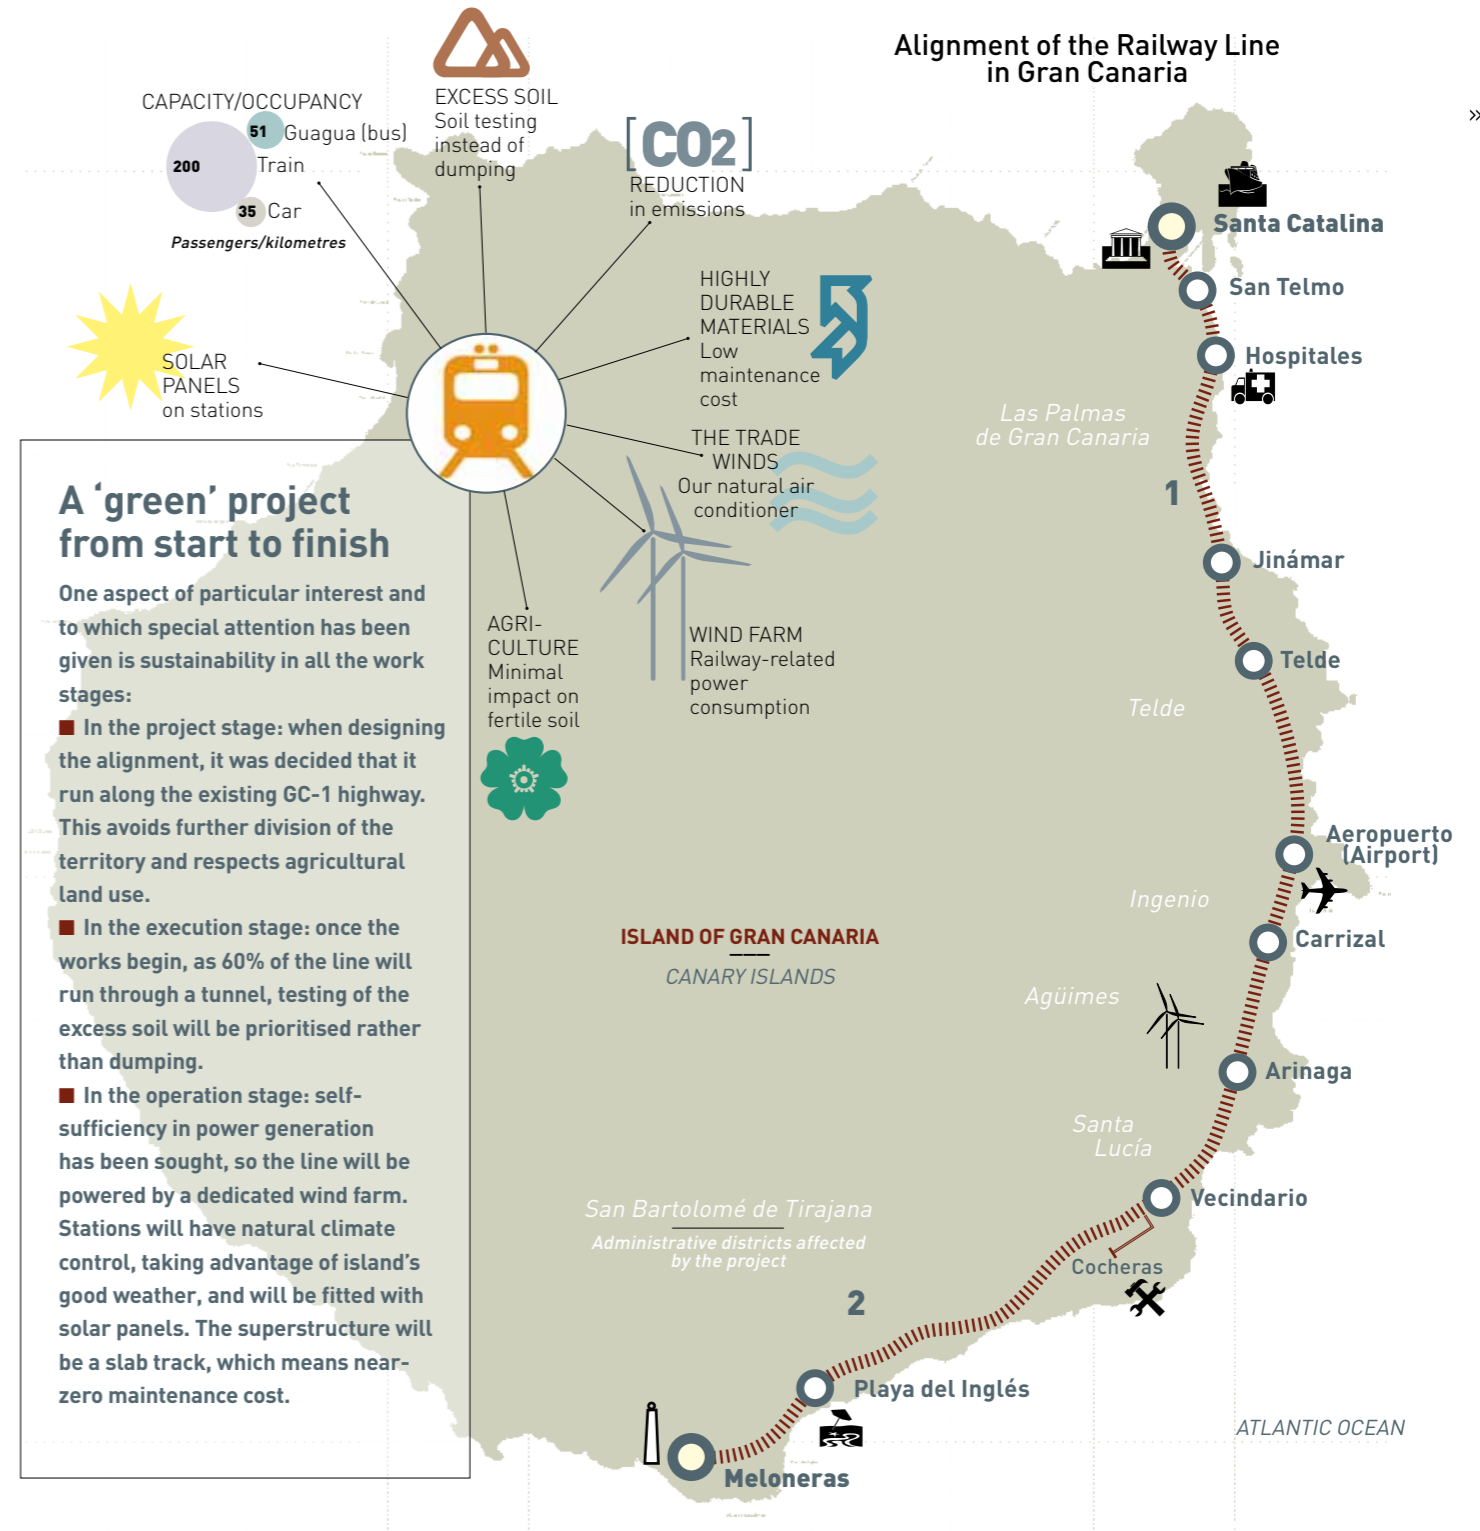 Alignment of the Railway Line
in Gran Canaria
»
CAPACITY/OCCUPANCY
51 Guagua (bus)
200 Train
35 Car
Passengers/kilometres
EXCESS SOIL
Soil testing
instead of
dumping
[CO2]
REDUCTION
in emissions
HIGHLY
DURABLE
MATERIALS
Low
maintenance
cost
THE TRADE
WINDS
Our natural air
conditioner
WIND FARM
Railway-related
power
consumption
AGRI-
CULTURE
Minimal
impact on
fertile soil
SOLAR
PANELS
on stations
A ‘green’ project
from start to finish
One aspect of particular interest and
to which special attention has been
given is sustainability in all the work
stages:
■ In the project stage: when designing
the alignment, it was decided that it
run along the existing GC-1 highway.
This avoids further division of the
territory and respects agricultural
land use.
■ In the execution stage: once the
works begin, as 60% of the line will
run through a tunnel, testing of the
excess soil will be prioritised rather
than dumping.
■ In the operation stage: self-
sufficiency in power generation
has been sought, so the line will be
powered by a dedicated wind farm.
Stations will have natural climate
control, taking advantage of island’s
good weather, and will be fitted with
solar panels. The superstructure will
be a slab track, which means near-
zero maintenance cost.
Santa Catalina
San Telmo
Hospitales
Las Palmas
de Gran Canaria
1
Jinámar
Telde
Telde
Aeropuerto
(Airport)
Ingenio
Carrizal
ISLAND OF GRAN CANARIA
CANARY ISLANDS
Agüimes
Arinaga
Santa
Lucía
Vecindario
San Bartolomé de Tirajana
Administrative districts affected
by the project
Cocheras
2
Playa del Inglés
ATLANTIC OCEAN
Meloneras